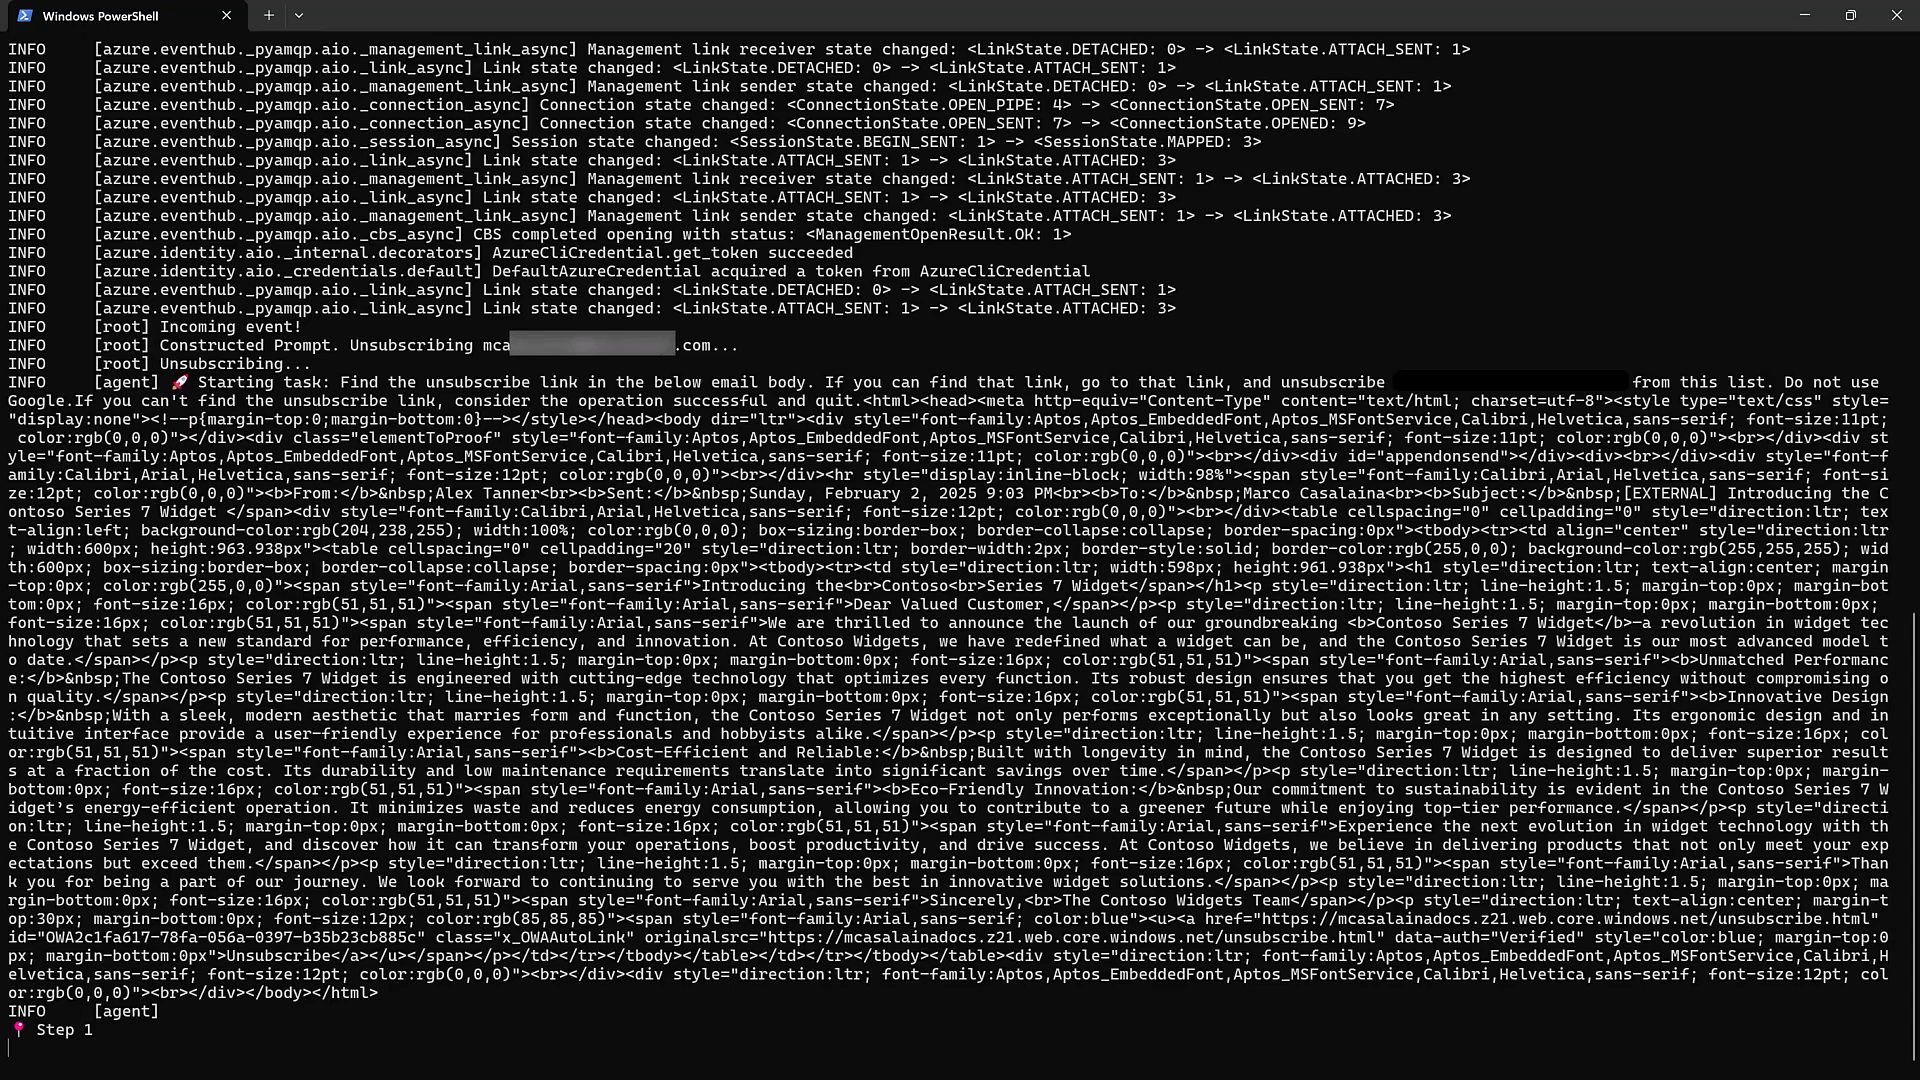 Windows PowerShell
INFO     [azure.eventhub._pyamqp.aio._management_link_async] Management link receiver state changed: <LinkState.DETACHED: 0> -> <LinkState.ATTACH_SENT: 1>
INFO     [azure.eventhub._pyamqp.aio._link_async] Link state changed: <LinkState.DETACHED: 0> -> <LinkState.ATTACH_SENT: 1>
INFO     [azure.eventhub._pyamqp.aio._management_link_async] Management link sender state changed: <LinkState.DETACHED: 0> -> <LinkState.ATTACH_SENT: 1>
INFO     [azure.eventhub._pyamqp.aio._connection_async] Connection state changed: <ConnectionState.OPEN_PIPE: 4> -> <ConnectionState.OPEN_SENT: 7>
INFO     [azure.eventhub._pyamqp.aio._connection_async] Connection state changed: <ConnectionState.OPEN_SENT: 7> -> <ConnectionState.OPENED: 9>
INFO     [azure.eventhub._pyamqp.aio._session_async] Session state changed: <SessionState.BEGIN_SENT: 1> -> <SessionState.MAPPED: 3>
INFO     [azure.eventhub._pyamqp.aio._link_async] Link state changed: <LinkState.ATTACH_SENT: 1> -> <LinkState.ATTACHED: 3>
INFO     [azure.eventhub._pyamqp.aio._management_link_async] Management link receiver state changed: <LinkState.ATTACH_SENT: 1> -> <LinkState.ATTACHED: 3>
INFO     [azure.eventhub._pyamqp.aio._link_async] Link state changed: <LinkState.ATTACH_SENT: 1> -> <LinkState.ATTACHED: 3>
INFO     [azure.eventhub._pyamqp.aio._management_link_async] Management link sender state changed: <LinkState.ATTACH_SENT: 1> -> <LinkState.ATTACHED: 3>
INFO     [azure.eventhub._pyamqp.aio._cbs_async] CBS completed opening with status: <ManagementOpenResult.OK: 1>
INFO     [azure.identity.aio._internal.decorators] AzureCliCredential.get_token succeeded
INFO     [azure.identity.aio._credentials.default] DefaultAzureCredential acquired a token from AzureCliCredential
INFO     [azure.eventhub._pyamqp.aio._link_async] Link state changed: <LinkState.DETACHED: 0> -> <LinkState.ATTACH_SENT: 1>
INFO     [azure.eventhub._pyamqp.aio._link_async] Link state changed: <LinkState.ATTACH_SENT: 1> -> <LinkState.ATTACHED: 3>
INFO     [root] Incoming event!
INFO     [root] Constructed Prompt. Unsubscribing mca .com...
INFO     [root] Unsubscribing...
INFO     [agent] 🚀 Starting task: Find the unsubscribe link in the below email body. If you can find that link, go to that link, and unsubscribe from this list. Do not use
Google.If you can't find the unsubscribe link, consider the operation successful and quit.<html><head><meta http-equiv="Content-Type" content="text/html; charset=utf-8"><style type="text/css" style=
"display:none"><!--p{margin-top:0;margin-bottom:0}--></style></head><body dir="ltr"><div style="font-family:Aptos,Aptos_EmbeddedFont,Aptos_MSFontService,Calibri,Helvetica,sans-serif; font-size:11pt;
 color:rgb(0,0,0)"></div><div class="elementToProof" style="font-family:Aptos,Aptos_EmbeddedFont,Aptos_MSFontService,Calibri,Helvetica,sans-serif; font-size:11pt; color:rgb(0,0,0)"><br></div><div st
yle="font-family:Aptos,Aptos_EmbeddedFont,Aptos_MSFontService,Calibri,Helvetica,sans-serif; font-size:11pt; color:rgb(0,0,0)"><br></div><div id="appendonsend"></div><div><br></div><div style="font-f
amily:Calibri,Arial,Helvetica,sans-serif; font-size:12pt; color:rgb(0,0,0)"><br></div><hr style="display:inline-block; width:98%"><span style="font-family:Calibri,Arial,Helvetica,sans-serif; font-si
ze:12pt; color:rgb(0,0,0)"><b>From:</b>&nbsp;Alex Tanner<br><b>Sent:</b>&nbsp;Sunday, February 2, 2025 9:03 PM<br><b>To:</b>&nbsp;Marco Casalaina<br><b>Subject:</b>&nbsp;[EXTERNAL] Introducing the C
ontoso Series 7 Widget </span><div style="font-family:Calibri,Arial,Helvetica,sans-serif; font-size:12pt; color:rgb(0,0,0)"><br></div><table cellspacing="0" cellpadding="0" style="direction:ltr; tex
t-align:left; background-color:rgb(204,238,255); width:100%; color:rgb(0,0,0); box-sizing:border-box; border-collapse:collapse; border-spacing:0px"><tbody><tr><td align="center" style="direction:ltr
; width:600px; height:963.938px"><table cellspacing="0" cellpadding="20" style="direction:ltr; border-width:2px; border-style:solid; border-color:rgb(255,0,0); background-color:rgb(255,255,255); wid
th:600px; box-sizing:border-box; border-collapse:collapse; border-spacing:0px"><tbody><tr><td style="direction:ltr; width:598px; height:961.938px"><h1 style="direction:ltr; text-align:center; margin
-top:0px; color:rgb(255,0,0)"><span style="font-family:Arial,sans-serif">Introducing the<br>Contoso<br>Series 7 Widget</span></h1><p style="direction:ltr; line-height:1.5; margin-top:0px; margin-bot
tom:0px; font-size:16px; color:rgb(51,51,51)"><span style="font-family:Arial,sans-serif">Dear Valued Customer,</span></p><p style="direction:ltr; line-height:1.5; margin-top:0px; margin-bottom:0px; 
font-size:16px; color:rgb(51,51,51)"><span style="font-family:Arial,sans-serif">We are thrilled to announce the launch of our groundbreaking <b>Contoso Series 7 Widget</b>—a revolution in widget tec
hnology that sets a new standard for performance, efficiency, and innovation. At Contoso Widgets, we have redefined what a widget can be, and the Contoso Series 7 Widget is our most advanced model t
o date.</span></p><p style="direction:ltr; line-height:1.5; margin-top:0px; margin-bottom:0px; font-size:16px; color:rgb(51,51,51)"><span style="font-family:Arial,sans-serif"><b>Unmatched Performanc
e:</b>&nbsp;The Contoso Series 7 Widget is engineered with cutting-edge technology that optimizes every function. Its robust design ensures that you get the highest efficiency without compromising o
n quality.</span></p><p style="direction:ltr; line-height:1.5; margin-top:0px; margin-bottom:0px; font-size:16px; color:rgb(51,51,51)"><span style="font-family:Arial,sans-serif"><b>Innovative Design
:</b>&nbsp;With a sleek, modern aesthetic that marries form and function, the Contoso Series 7 Widget not only performs exceptionally but also looks great in any setting. Its ergonomic design and in
tuitive interface provide a user-friendly experience for professionals and hobbyists alike.</span></p><p style="direction:ltr; line-height:1.5; margin-top:0px; margin-bottom:0px; font-size:16px; col
or:rgb(51,51,51)"><span style="font-family:Arial,sans-serif"><b>Cost-Efficient and Reliable:</b>&nbsp;Built with longevity in mind, the Contoso Series 7 Widget is designed to deliver superior result
s at a fraction of the cost. Its durability and low maintenance requirements translate into significant savings over time.</span></p><p style="direction:ltr; line-height:1.5; margin-top:0px; margin-
bottom:0px; font-size:16px; color:rgb(51,51,51)"><span style="font-family:Arial,sans-serif"><b>Eco-Friendly Innovation:</b>&nbsp;Our commitment to sustainability is evident in the Contoso Series 7 W
idget's energy-efficient operation. It minimizes waste and reduces energy consumption, allowing you to contribute to a greener future while enjoying top-tier performance.</span></p><p style="directi
on:ltr; line-height:1.5; margin-top:0px; margin-bottom:0px; font-size:16px; color:rgb(51,51,51)"><span style="font-family:Arial,sans-serif">Experience the next evolution in widget technology with th
e Contoso Series 7 Widget, and discover how it can transform your operations, boost productivity, and drive success. At Contoso Widgets, we believe in delivering products that not only meet your exp
ectations but exceed them.</span></p><p style="direction:ltr; line-height:1.5; margin-top:0px; margin-bottom:0px; font-size:16px; color:rgb(51,51,51)"><span style="font-family:Arial,sans-serif">Than
k you for being a part of our journey. We look forward to continuing to serve you with the best in innovative widget solutions.</span></p><p style="direction:ltr; line-height:1.5; margin-top:0px; ma
rgin-bottom:0px; font-size:16px; color:rgb(51,51,51)"><span style="font-family:Arial,sans-serif">Sincerely,<br>The Contoso Widgets Team</span></p><p style="direction:ltr; text-align:center; margin-t
op:30px; margin-bottom:0px; font-size:12px; color:rgb(85,85,85)"><span style="font-family:Arial,sans-serif; color:blue"><u><a href="https://mcasalainadocs.z21.web.core.windows.net/unsubscribe.html" 
id="OWA2c1fa617-78fa-056a-0397-b35b23cb885c" class="x_OWAAutoLink" originalsrc="https://mcasalainadocs.z21.web.core.windows.net/unsubscribe.html" data-auth="Verified" style="color:blue; margin-top:0
px; margin-bottom:0px">Unsubscribe</a></u></span></p></td></tr></tbody></table></td></tr></tbody></table><div style="direction:ltr; font-family:Aptos,Aptos_EmbeddedFont,Aptos_MSFontService,Calibri,H
elvetica,sans-serif; font-size:12pt; color:rgb(0,0,0)"><br></div><div style="direction:ltr; font-family:Aptos,Aptos_EmbeddedFont,Aptos_MSFontService,Calibri,Helvetica,sans-serif; font-size:12pt; col
or:rgb(0,0,0)"><br></div></body></html>
INFO     [agent]
📍 Step 1